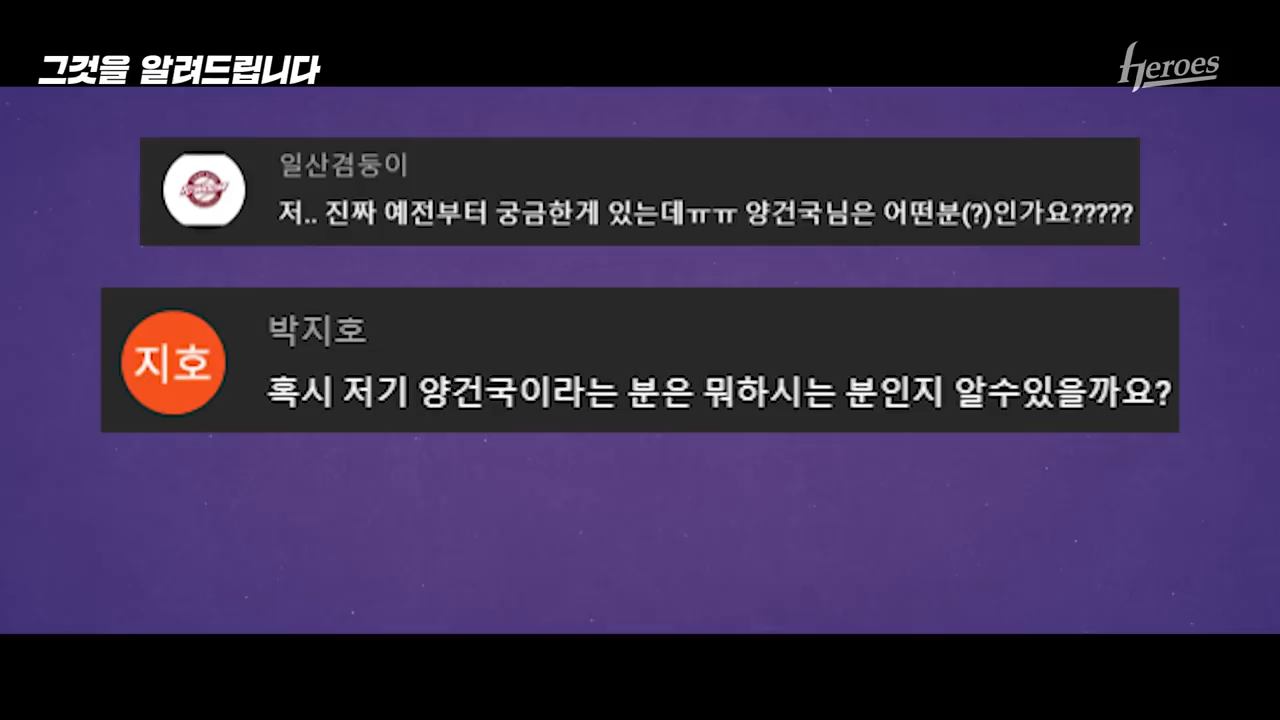 그것을 알려드립니다
heroes
일산겸둥이
저.. 진짜 예전부터 궁금한게 있는데ㅠㅠ 양건국님은 어떤분(?)인가요?????
지호
박지호
혹시 저기 양건국이라는 분은 뭐하시는 분인지 알수있을까요?